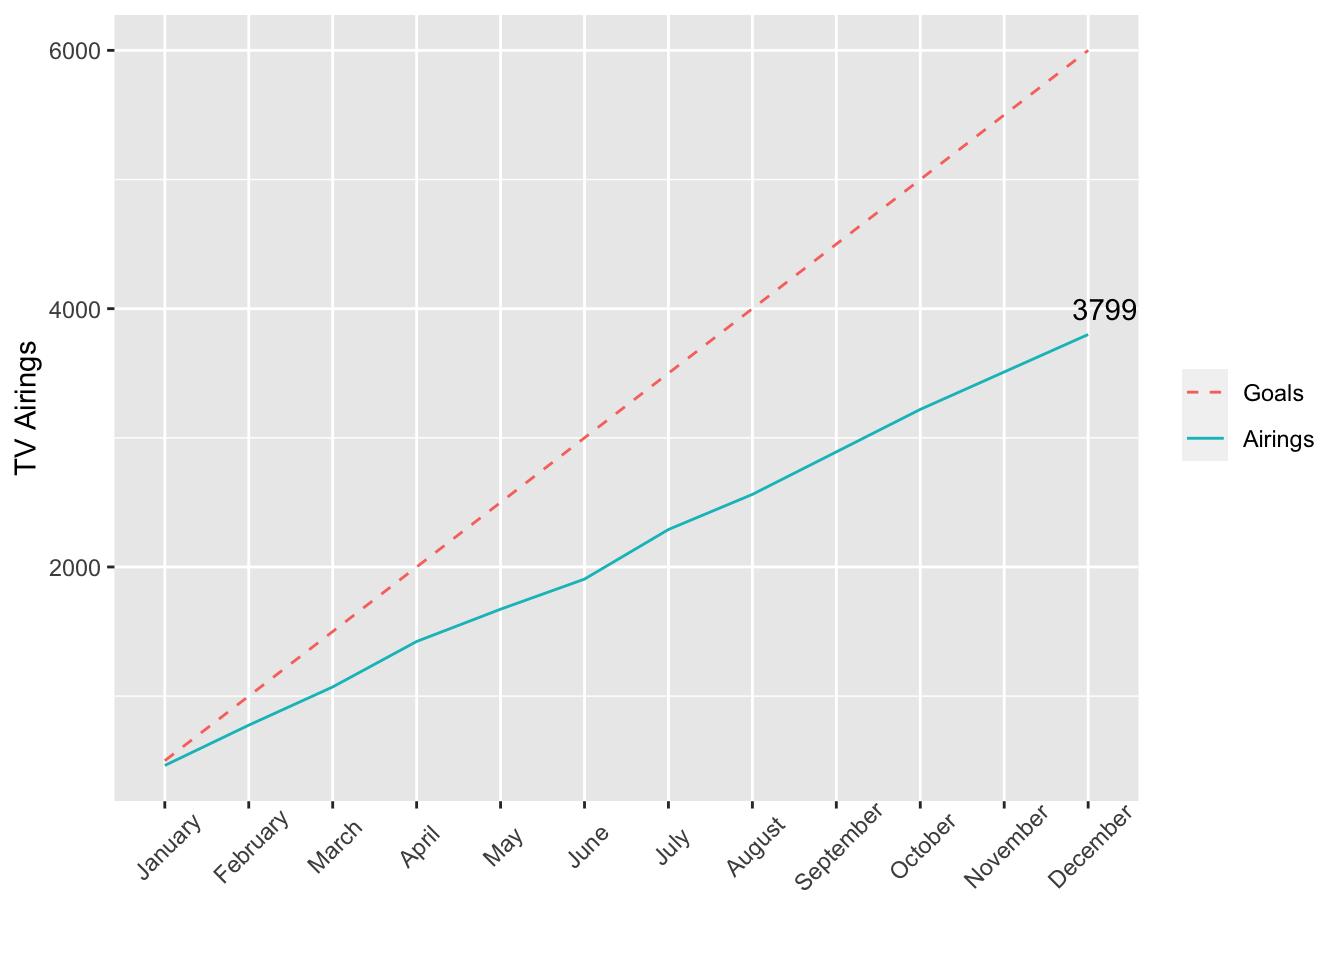 6000
4000
2000
TV Airings
3799
Goals
Airings
January
February
March
April
May
June
July
August
September
October
November
December